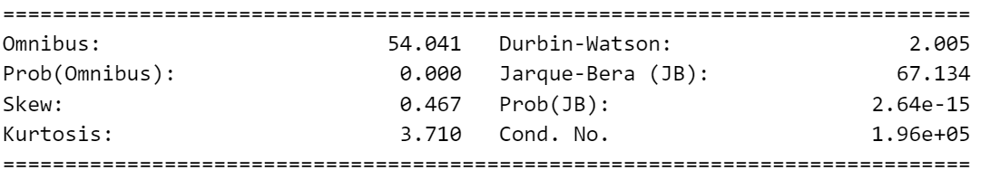 ==============================================================================
Omnibus:                       54.041   Durbin-Watson:                   2.005
Prob(Omnibus):                  0.000   Jarque-Bera (JB):               67.134
Skew:                           0.467   Prob(JB):                     2.64e-15
Kurtosis:                       3.710   Cond. No.                     1.96e+05
==============================================================================